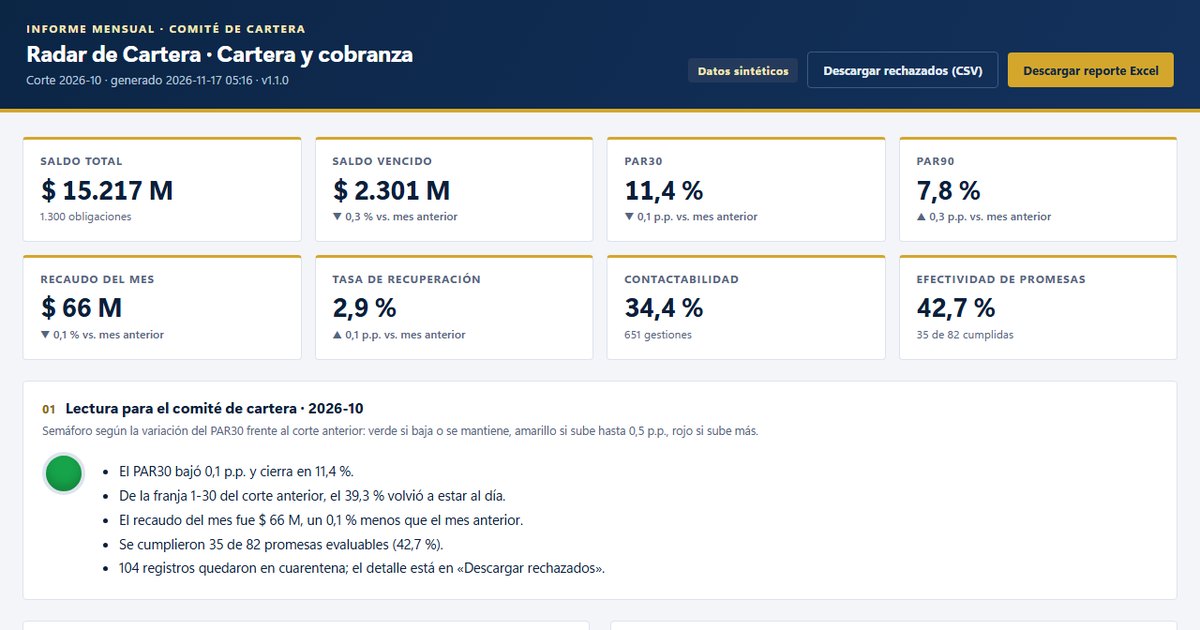 INFORME MENSUAL · COMITÉ DE CARTERA
Radar de Cartera · Cartera y cobranza
Corte 2026-10 · generado 2026-11-17 05:16 · v1.1.0
Datos sintéticos
Descargar rechazados (CSV)
Descargar reporte Excel
SALDO TOTAL
$ 15.217 M
1.300 obligaciones
SALDO VENCIDO
$ 2.301 M
▼ 0,3 % vs. mes anterior
PAR30
11,4 %
▼ 0,1 p.p. vs. mes anterior
PAR90
7,8 %
▲ 0,3 p.p. vs. mes anterior
RECAUDO DEL MES
$ 66 M
▼ 0,1 % vs. mes anterior
TASA DE RECUPERACIÓN
2,9 %
▲ 0,1 p.p. vs. mes anterior
CONTACTABILIDAD
34,4 %
651 gestiones
EFECTIVIDAD DE PROMESAS
42,7 %
35 de 82 cumplidas
01 Lectura para el comité de cartera · 2026-10
Semáforo según la variación del PAR30 frente al corte anterior: verde si baja o se mantiene, amarillo si sube hasta 0,5 p.p., rojo si sube más.
• El PAR30 bajó 0,1 p.p. y cierra en 11,4 %.
• De la franja 1-30 del corte anterior, el 39,3 % volvió a estar al día.
• El recaudo del mes fue $ 66 M, un 0,1 % menos que el mes anterior.
• Se cumplieron 35 de 82 promesas evaluables (42,7 %).
• 104 registros quedaron en cuarentena; el detalle está en «Descargar rechazados».